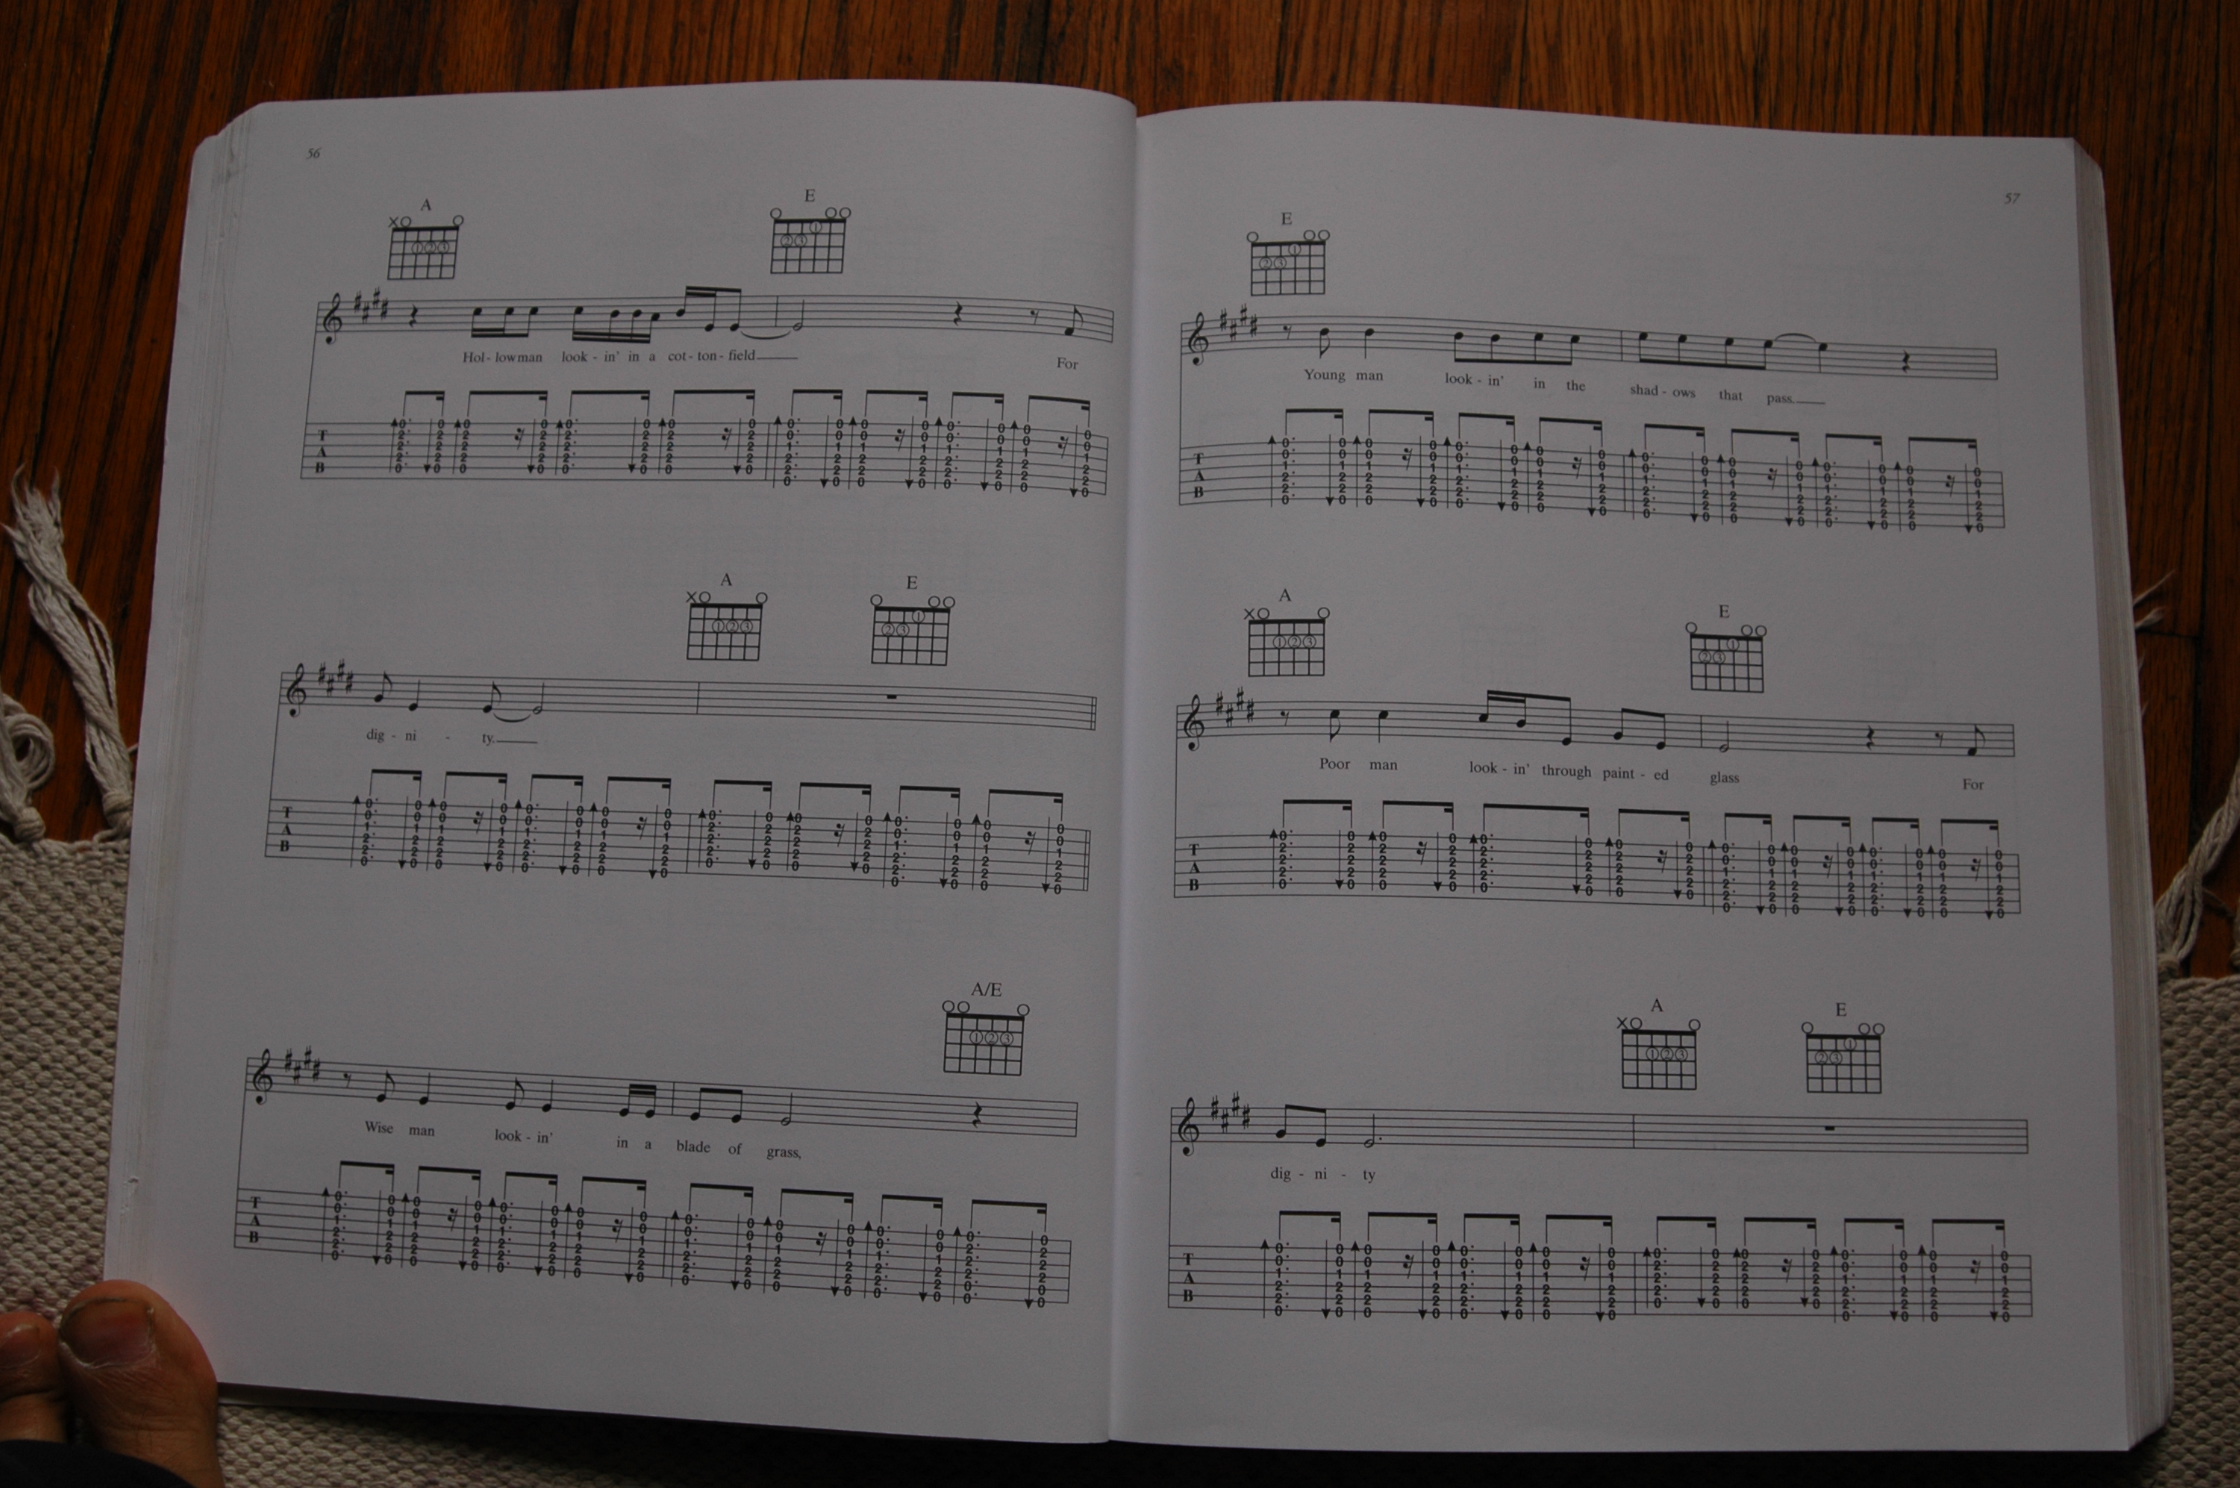 56
A E
Hol - lowman look - in' in a cot - ton - field For
T
A
B
A E
dig - ni - ty.
T
A
B
A/E
Wise man look - in' in a blade of grass,
T
A
B
57
E
Young man look - in' in the shad - ows that pass.
T
A
B
A E
Poor man look - in' through paint - ed glass For
T
A
B
A E
dig - ni - ty
T
A
B